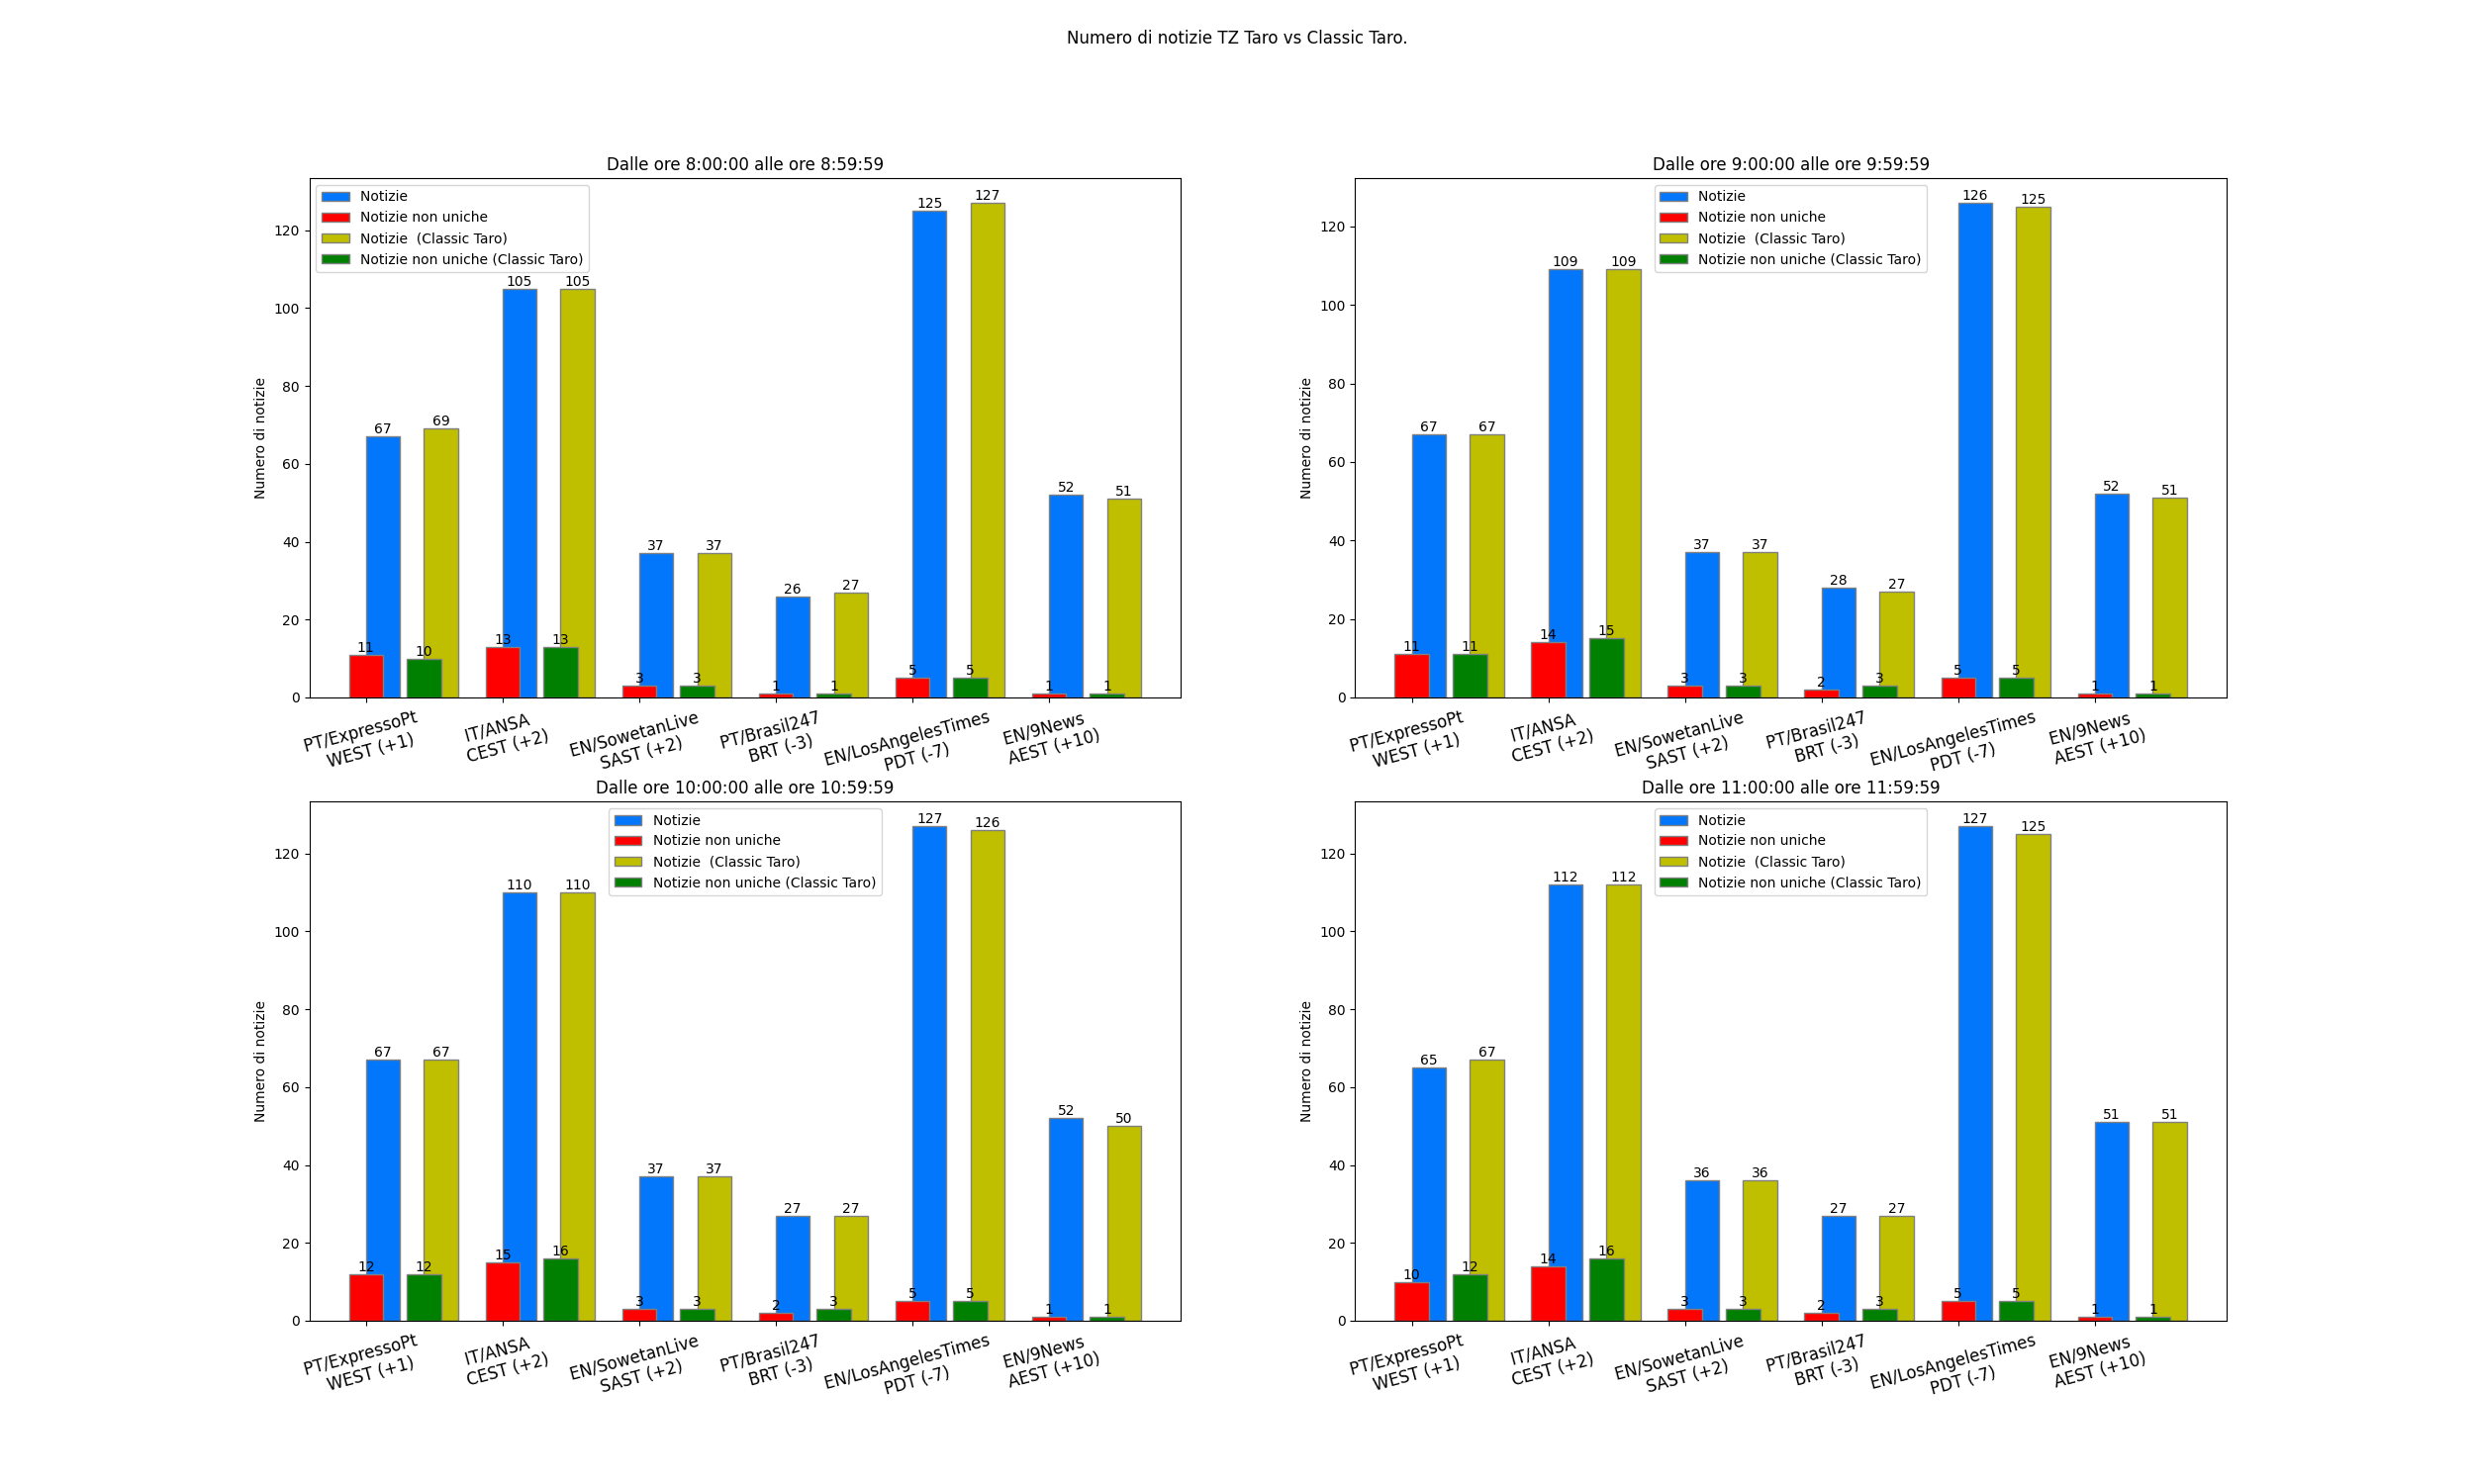 Numero di notizie TZ Taro vs Classic Taro.
Dalle ore 8:00:00 alle ore 8:59:59
Notizie
Notizie non uniche
Notizie (Classic Taro)
Notizie non uniche (Classic Taro)
Numero di notizie
0
20
40
60
80
100
120
67
105
37
26
125
52
11
13
3
1
5
1
69
105
37
27
127
51
10
13
3
1
5
1
PT/ExpressoPt
WEST (+1)
IT/ANSA
CEST (+2)
EN/SowetanLive
SAST (+2)
PT/Brasil247
BRT (-3)
EN/LosAngelesTimes
PDT (-7)
EN/9News
AEST (+10)
Dalle ore 9:00:00 alle ore 9:59:59
Notizie
Notizie non uniche
Notizie (Classic Taro)
Notizie non uniche (Classic Taro)
Numero di notizie
0
20
40
60
80
100
120
67
109
37
28
126
52
11
14
3
2
5
1
67
109
37
27
125
51
11
15
3
3
5
1
PT/ExpressoPt
WEST (+1)
IT/ANSA
CEST (+2)
EN/SowetanLive
SAST (+2)
PT/Brasil247
BRT (-3)
EN/LosAngelesTimes
PDT (-7)
EN/9News
AEST (+10)
Dalle ore 10:00:00 alle ore 10:59:59
Notizie
Notizie non uniche
Notizie (Classic Taro)
Notizie non uniche (Classic Taro)
Numero di notizie
0
20
40
60
80
100
120
67
110
37
27
127
52
12
15
3
2
5
1
67
110
37
27
126
50
12
16
3
3
5
1
PT/ExpressoPt
WEST (+1)
IT/ANSA
CEST (+2)
EN/SowetanLive
SAST (+2)
PT/Brasil247
BRT (-3)
EN/LosAngelesTimes
PDT (-7)
EN/9News
AEST (+10)
Dalle ore 11:00:00 alle ore 11:59:59
Notizie
Notizie non uniche
Notizie (Classic Taro)
Notizie non uniche (Classic Taro)
Numero di notizie
0
20
40
60
80
100
120
65
112
36
27
127
51
10
14
3
2
5
1
67
112
36
27
125
51
12
16
3
3
5
1
PT/ExpressoPt
WEST (+1)
IT/ANSA
CEST (+2)
EN/SowetanLive
SAST (+2)
PT/Brasil247
BRT (-3)
EN/LosAngelesTimes
PDT (-7)
EN/9News
AEST (+10)